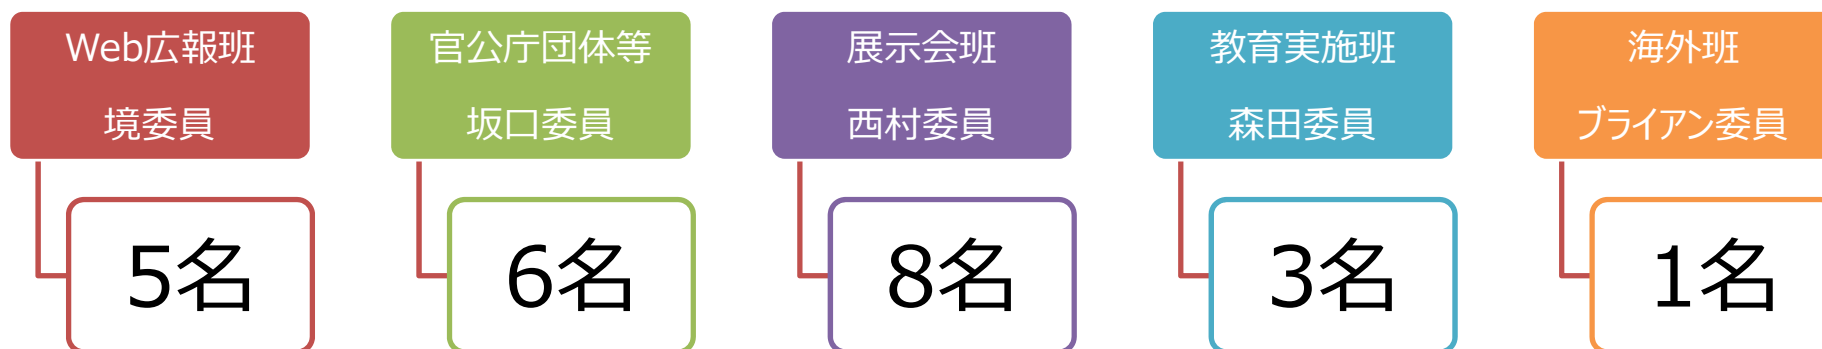 Web広報班
境委員
5名
官公庁団体等
坂口委員
6名
展示会班
西村委員
8名
教育実施班
森田委員
3名
海外班
ブライアン委員
1名